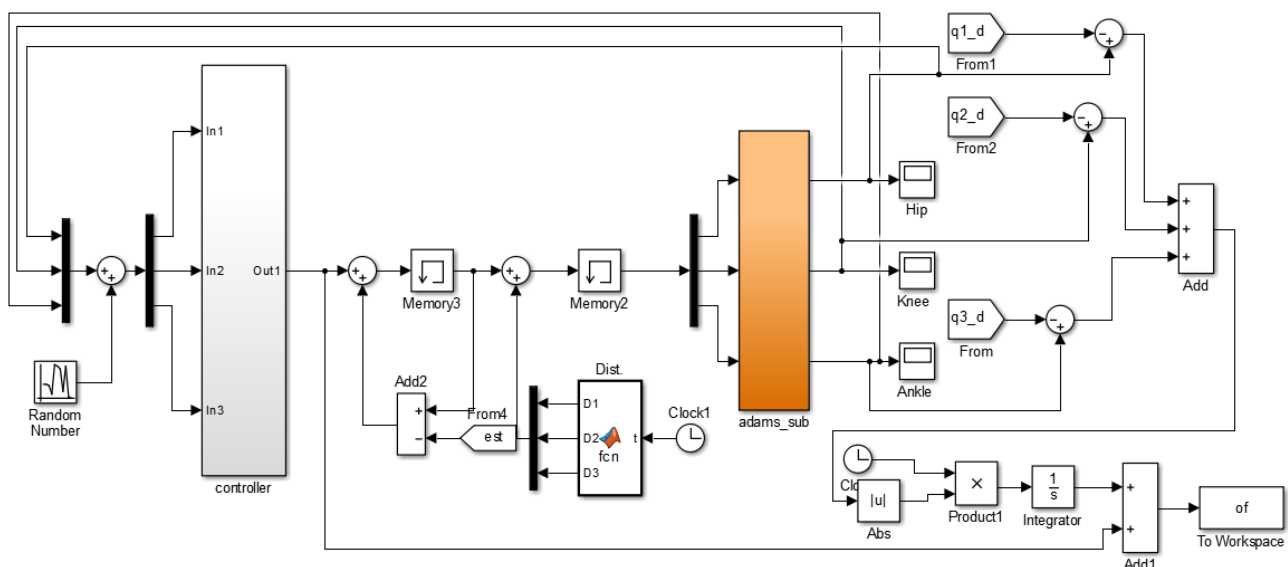 q1_d
From1
q2_d
From2
In1
Hip
In2
Out1
Memory3
Memory2
Knee
Add
q3_d
From
Random
Number
In3
Add2
From4
est
Dist.
D1
D2
D3
fcn
t
Clock1
adams_sub
Ankle
controller
Clo
|u|
Abs
×
Product1
1
s
Integrator
Add1
of
To Workspace